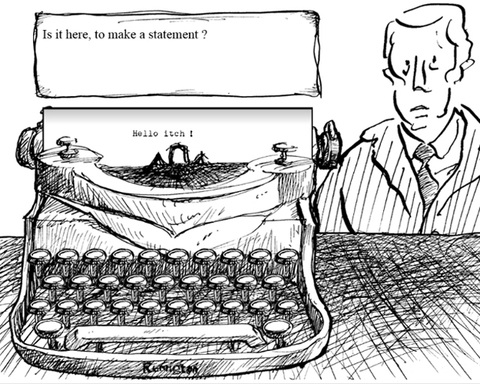 Is it here, to make a statement ?
Hello itch !